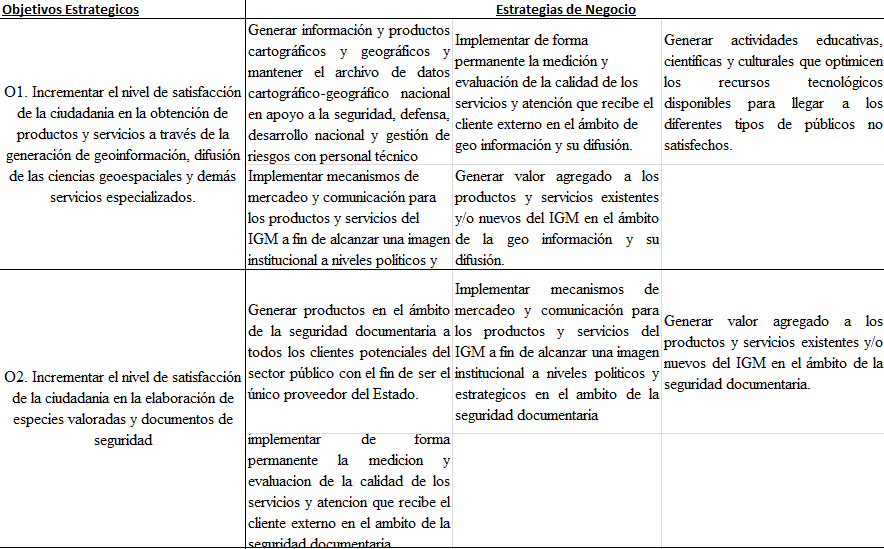 Objetivos Estrategicos
Estrategias de Negocio
O1. Incrementar el nivel de satisfacción
de la ciudadania en la obtención de
productos y servicios a través de la
generación de geoinformación, difusión
de las ciencias geoespaciales y demás
servicios especializados.
Generar información y productos
cartográficos y geográficos y
mantener el archivo de datos
cartográfico-geográfico nacional
en apoyo a la seguridad, defensa,
desarrollo nacional y gestión de
riesgos con personal técnico
Implementar de forma
permanente la medición y
evaluación de la calidad de los
servicios y atención que recibe el
cliente externo en el ámbito de
geo información y su difusión.
Generar actividades educativas,
científicas y culturales que optimicen
los recursos tecnológicos
disponibles para llegar a los
diferentes tipos de públicos no
satisfechos.
Implementar mecanismos de
mercadeo y comunicación para
los productos y servicios del
IGM a fin de alcanzar una imagen
institucional a niveles políticos y
Generar valor agregado a los
productos y servicios existentes
y/o nuevos del IGM en el ámbito
de la geo información y su
difusión.
O2. Incrementar el nivel de satisfacción
de la ciudadania en la elaboración de
especies valoradas y documentos de
seguridad
Generar productos en el ámbito
de la seguridad documentaria a
todos los clientes potenciales del
sector público con el fin de ser el
único proveedor del Estado.
Implementar mecanismos de
mercadeo y comunicación para
los productos y servicios del
IGM a fin de alcanzar una imagen
institucional a niveles politicos y
estrategicos en el ambito de la
seguridad documentaria
Generar valor agregado a los
productos y servicios existentes y/o
nuevos del IGM en el ámbito de la
seguridad documentaria.
implementar de forma
permanente la medicion y
evaluacion de la calidad de los
servicios y atencion que recibe el
cliente externo en el ambito de la
seguridad documentaria